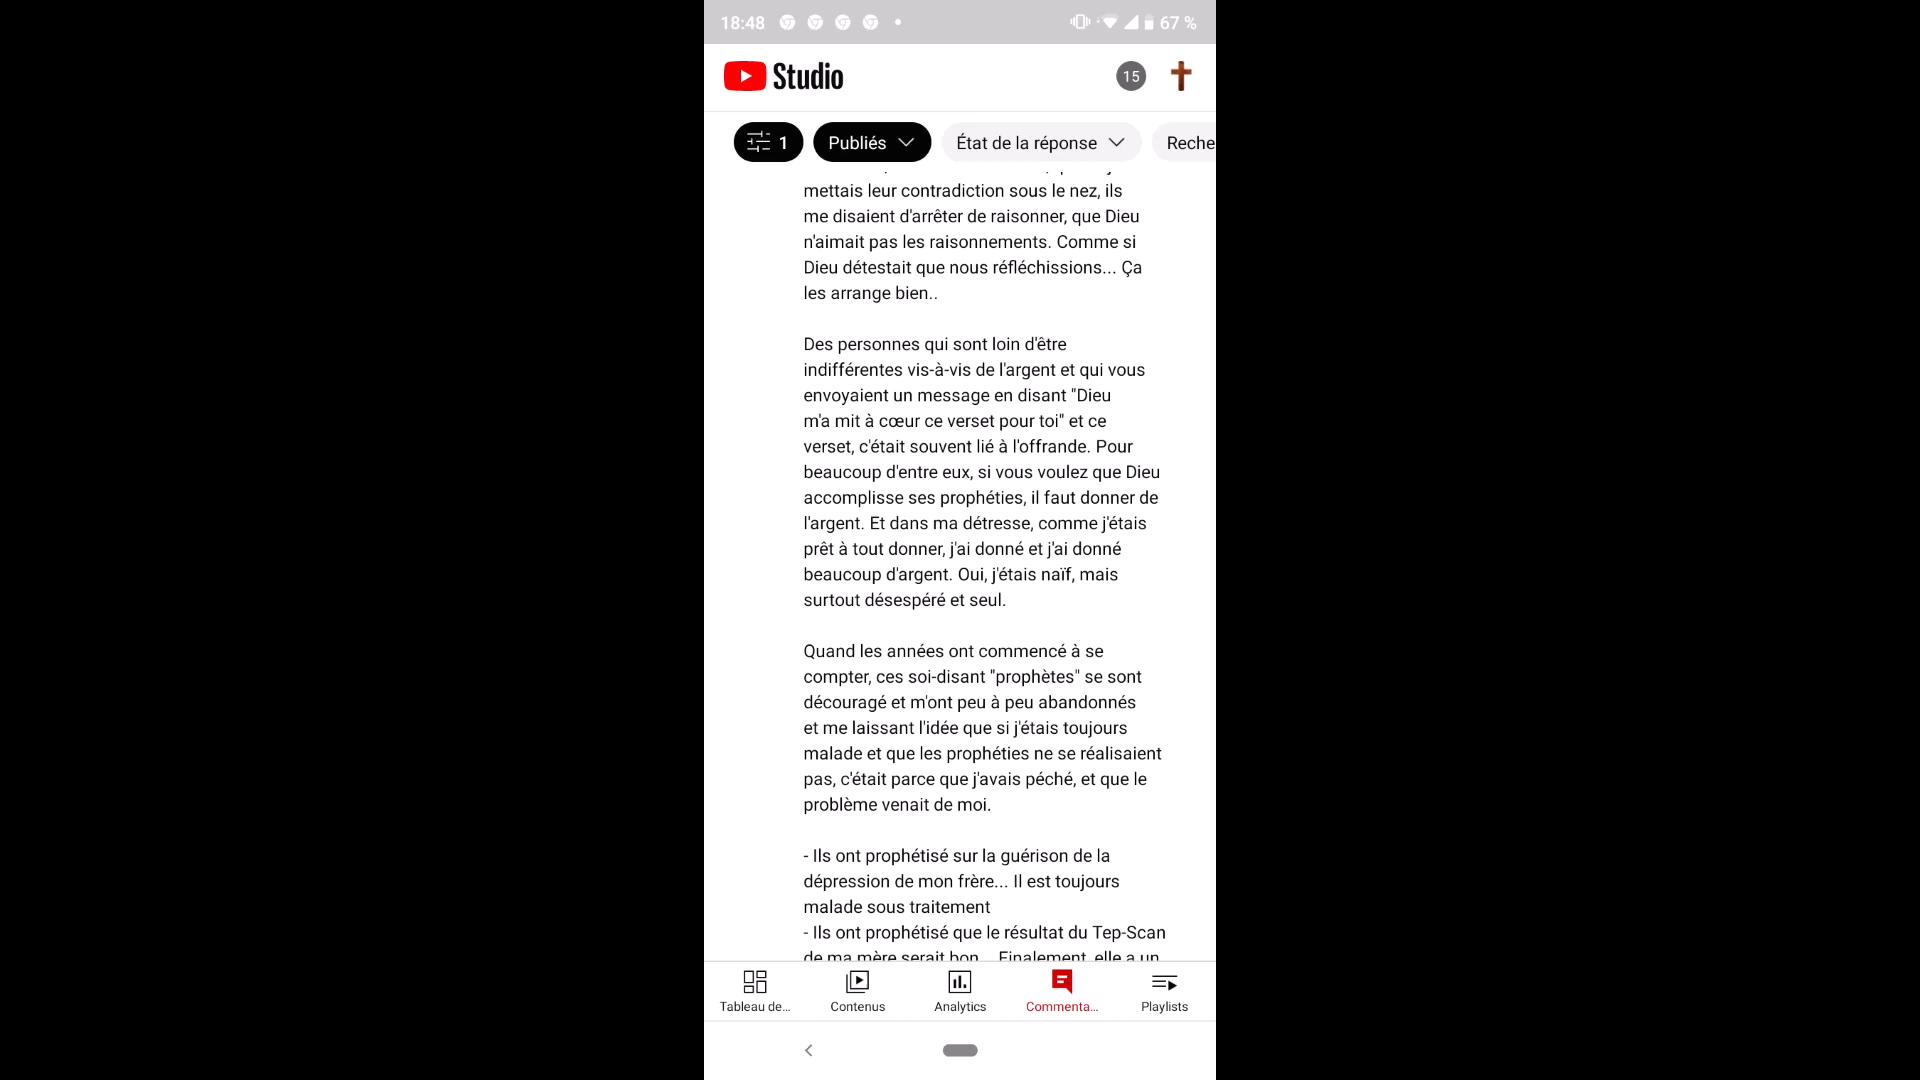 18:48
67 %
Studio
15
1
Publiés
État de la réponse
Reche
mettais leur contradiction sous le nez, ils
me disaient d'arrêter de raisonner, que Dieu
n'aimait pas les raisonnements. Comme si
Dieu détestait que nous réfléchissions... Ça
les arrange bien..
Des personnes qui sont loin d'être
indifférentes vis-à-vis de l'argent et qui vous
envoyaient un message en disant "Dieu
m'a mit à cœur ce verset pour toi" et ce
verset, c'était souvent lié à l'offrande. Pour
beaucoup d'entre eux, si vous voulez que Dieu
accomplisse ses prophéties, il faut donner de
l'argent. Et dans ma détresse, comme j'étais
prêt à tout donner, j'ai donné et j'ai donné
beaucoup d'argent. Oui, j'étais naïf, mais
surtout désespéré et seul.
Quand les années ont commencé à se
compter, ces soi-disant "prophètes" se sont
découragé et m'ont peu à peu abandonnés
et me laissant l'idée que si j'étais toujours
malade et que les prophéties ne se réalisaient
pas, c'était parce que j'avais péché, et que le
problème venait de moi.
- Ils ont prophétisé sur la guérison de la
dépression de mon frère... Il est toujours
malade sous traitement
- Ils ont prophétisé que le résultat du Tep-Scan
de ma mère serait bon... Finalement, elle a un
Tableau de...
Contenus
Analytics
Commenta...
Playlists